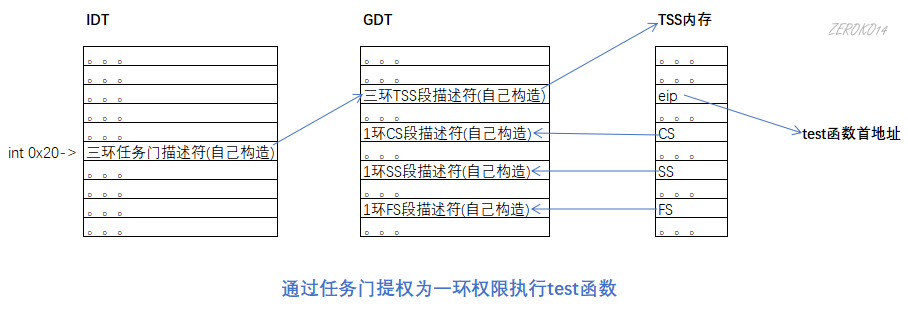 IDT
GDT
TSS内存
ZEROKO14
。。。
。。。
。。。
。。。
。。。
int 0x20->
三环任务门描述符(自己构造)
。。。
。。。
。。。
。。。
。。。
。。。
三环TSS段描述符(自己构造)
。。。
1环CS段描述符(自己构造)
。。。
1环SS段描述符(自己构造)
。。。
1环FS段描述符(自己构造)
。。。
。。。
。。。
eip
。。。
CS
。。。
SS
。。。
FS
。。。
test函数首地址
通过任务门提权为一环权限执行test函数